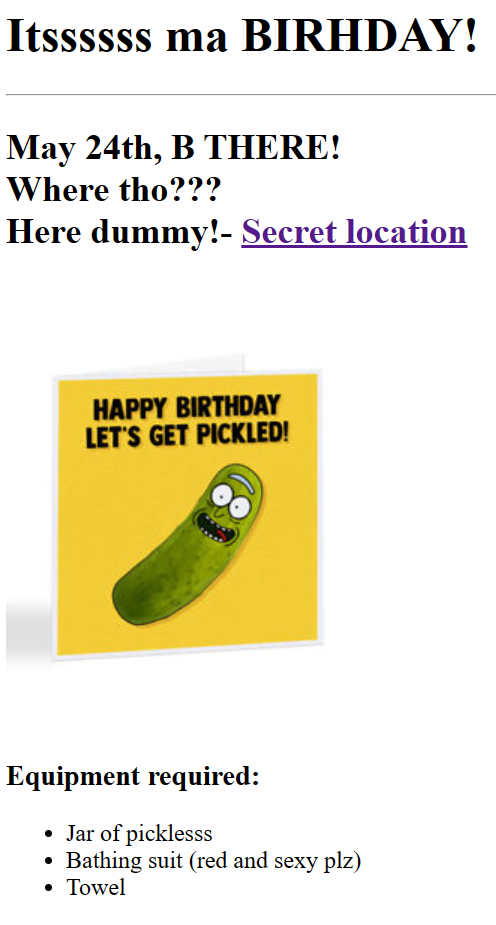 Itssssss ma BIRHDAY!
May 24th, B THERE!
Where tho???
Here dummy!- Secret location
HAPPY BIRTHDAY
LET'S GET PICKLED!
Equipment required:
Jar of picklesss
Bathing suit (red and sexy plz)
Towel